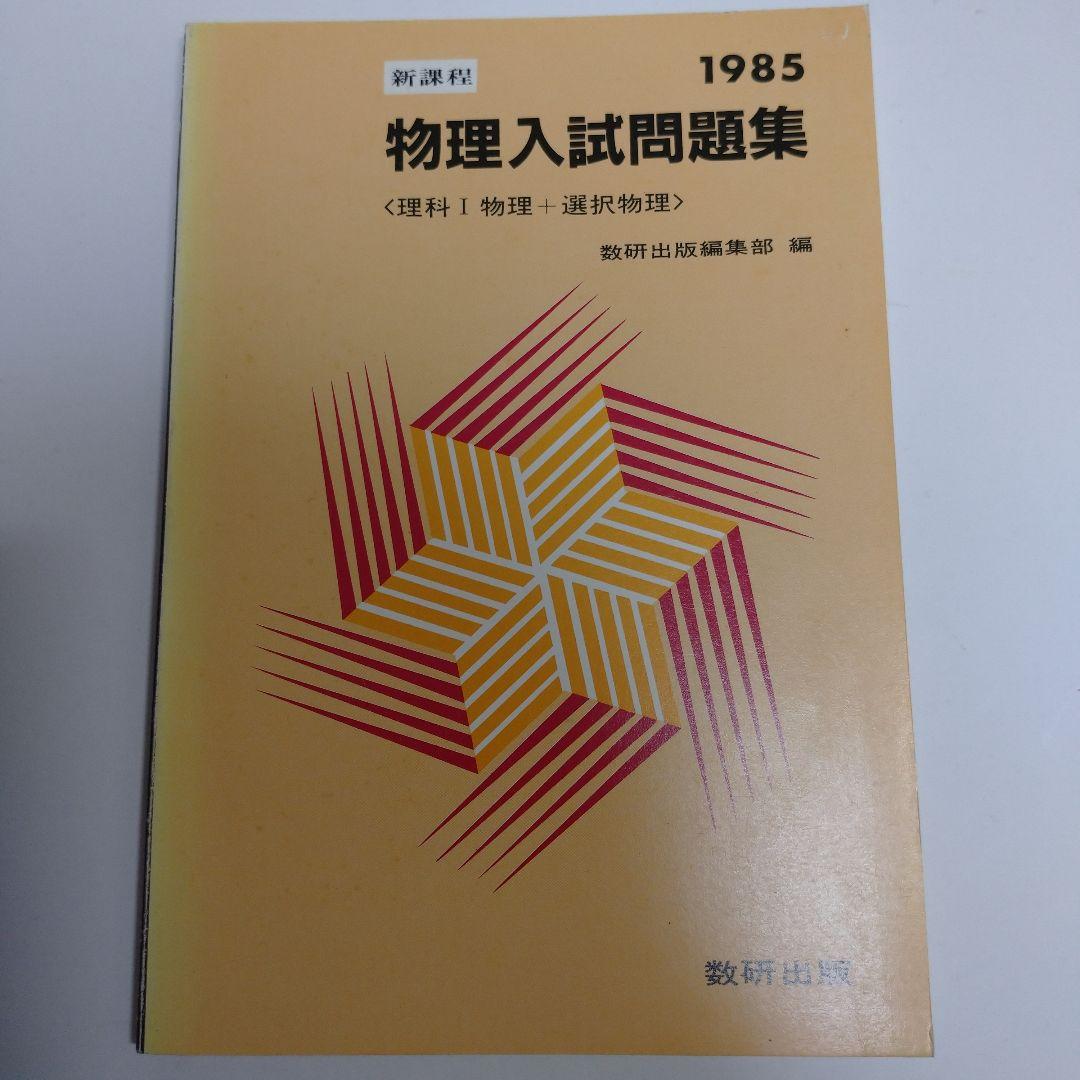 新課程
1985
物理入試問題集
〈理科Ⅰ物理＋選択物理〉
数研出版編集部 編
数研出版